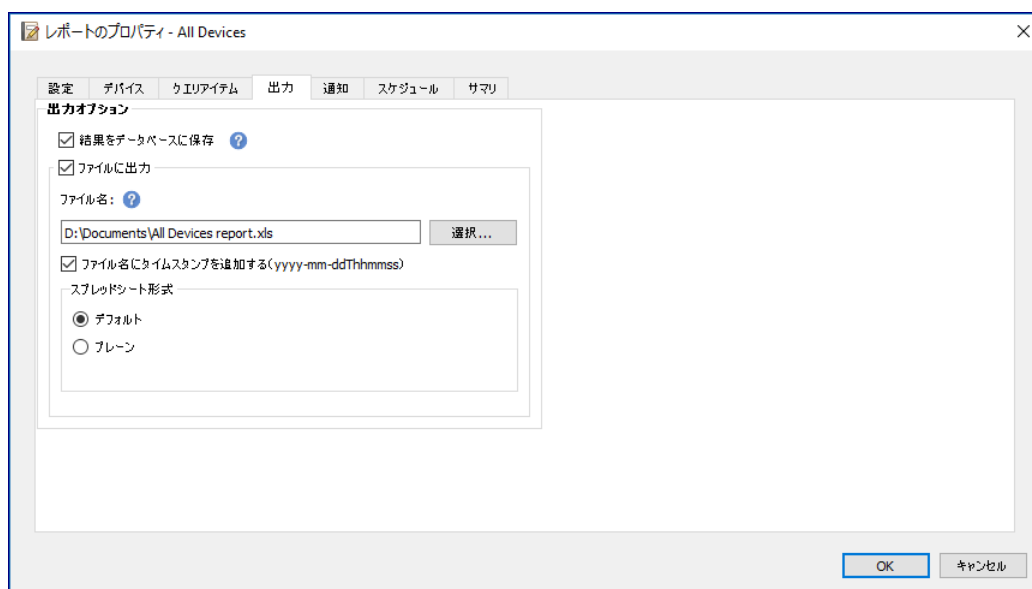 レポートのプロパティ - All Devices
設定 デバイス クエリアイテム 出力 通知 スケジュール サマリ
出力オプション
結果をデータベースに保存 ?
ファイルに出力
ファイル名: ?
D:\Documents\All Devices report.xls 選択...
ファイル名にタイムスタンプを追加する(yyyy-mm-ddThhmmss)
スプレッドシート形式
デフォルト
プレーン
OK キャンセル